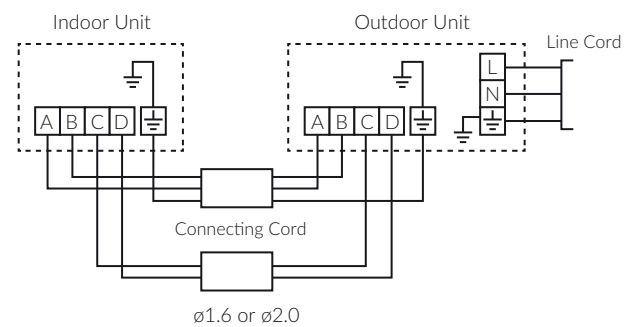 Indoor Unit
Outdoor Unit
Line Cord
L
N
A B C D
A B C D
Connecting Cord
ø1.6 or ø2.0